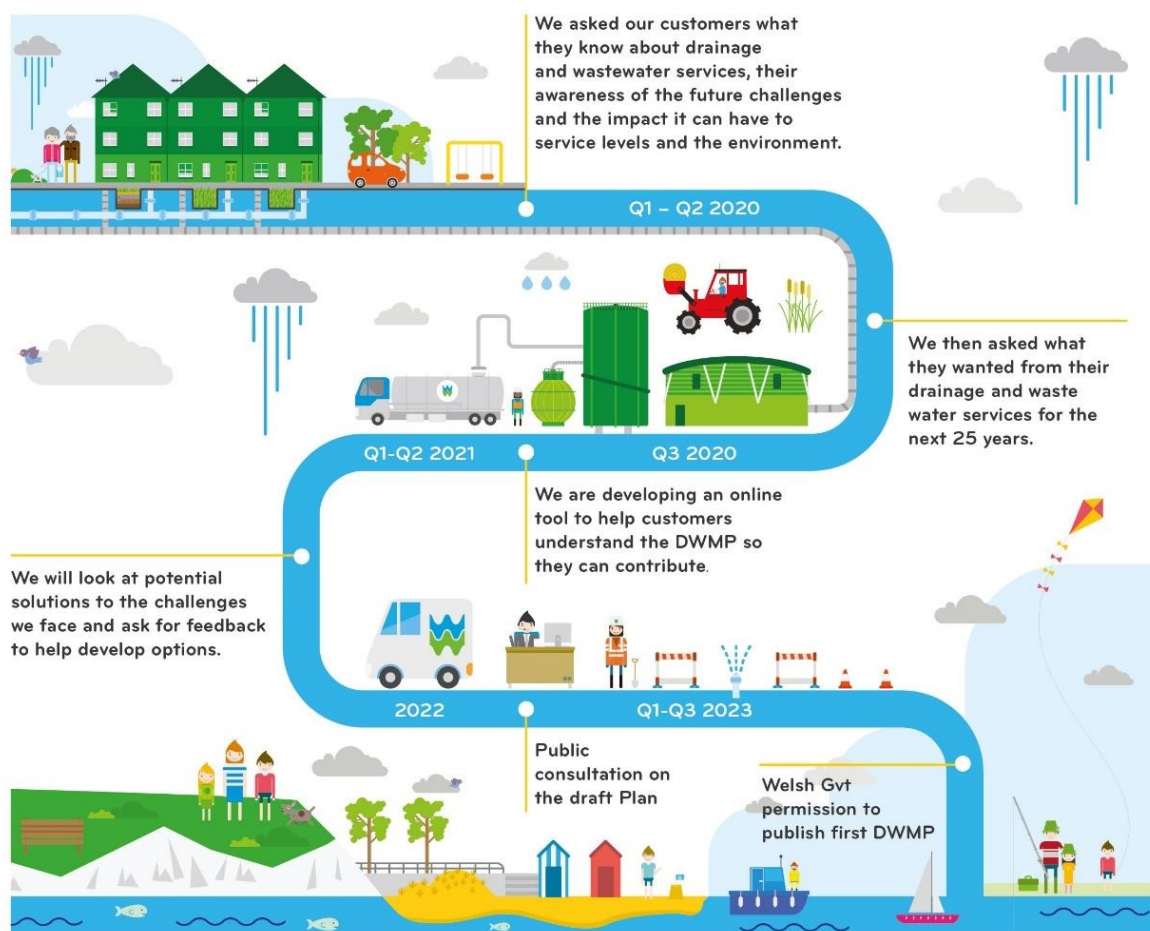 We asked our customers what
they know about drainage
and wastewater services, their
awareness of the future challenges
and the impact it can have to
service levels and the environment.
Q1 – Q2 2020
We then asked what
they wanted from their
drainage and waste
water services for the
next 25 years.
Q1-Q2 2021
Q3 2020
We are developing an online
tool to help customers
understand the DWMP so
they can contribute.
We will look at potential
solutions to the challenges
we face and ask for feedback
to help develop options.
2022
Q1-Q3 2023
Public
consultation on
the draft Plan
Welsh Gvt
permission to
publish first DWMP